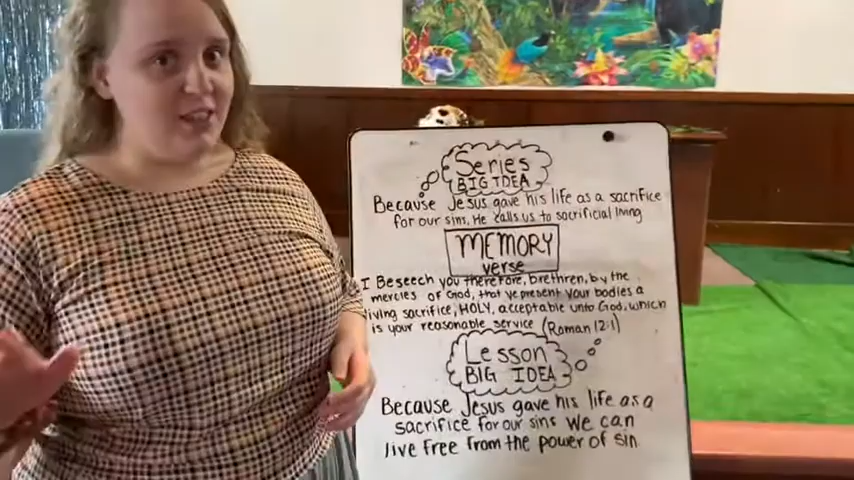 Series
BIG IDEA
Because Jesus gave his life as a sacrifice
for our sins, He calls us to sacrificial living
MEMORY
verse
I Beseech you therefore, brethren, by the
mercies of God, that ye present your bodies a
living sacrifice, HOLY, acceptable unto God, which
is your reasonable service (Romans 12:1)
Lesson
BIG IDEA
Because Jesus gave his life as a
sacrifice for our sins we can
live free from the power of sin